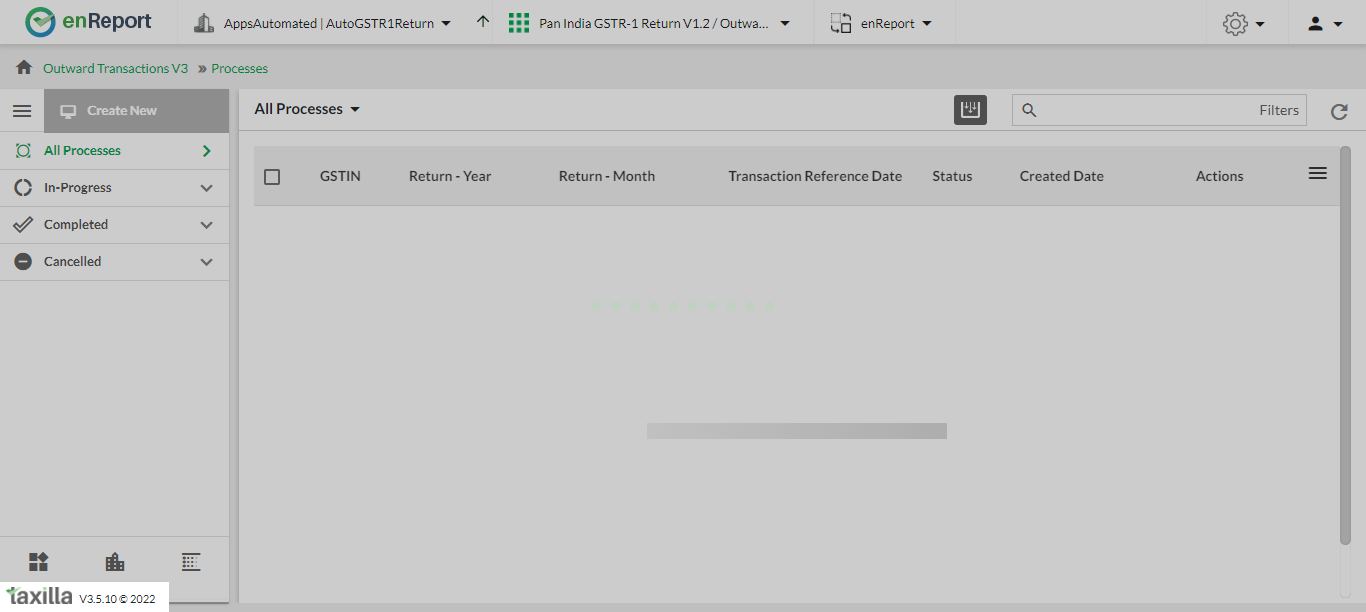 enReport
AppsAutomated | AutoGSTR1Return
Pan India GSTR-1 Return V1.2 / Outwa...
enReport
Outward Transactions V3 » Processes
Create New
All Processes
In-Progress
Completed
Cancelled
All Processes
Filters
GSTIN Return - Year Return - Month Transaction Reference Date Status Created Date Actions
taxilla V3.5.10 © 2022